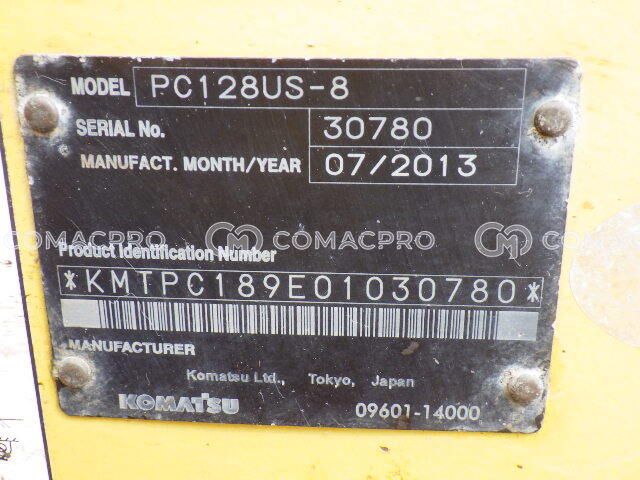 MODEL PC128US-8
SERIAL No. 30780
MANUFACT. MONTH/YEAR 07/2013
COMACPRO COMACPRO COMACPRO
Product Identification Number
*KMTPC189E01030780*
MANUFACTURER
Komatsu Ltd., Tokyo, Japan
KOMATSU 09601-14000